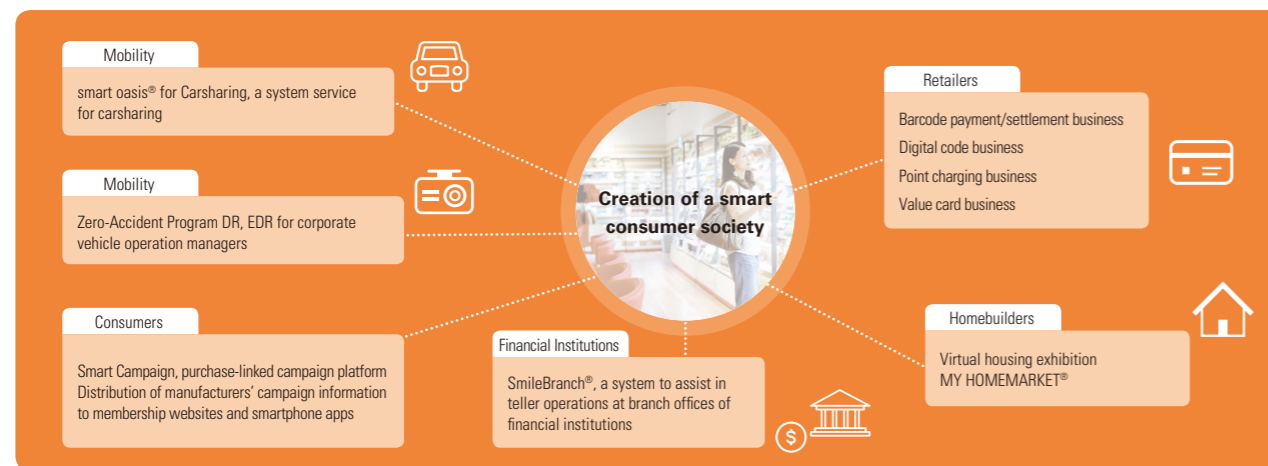 Mobility
smart oasis® for Carsharing, a system service
for carsharing
Mobility
Zero-Accident Program DR, EDR for corporate
vehicle operation managers
Consumers
Smart Campaign, purchase-linked campaign platform
Distribution of manufacturers’ campaign information
to membership websites and smartphone apps
Creation of a smart
consumer society
Financial Institutions
SmileBranch®, a system to assist in
teller operations at branch offices of
financial institutions
$
Retailers
Barcode payment/settlement business
Digital code business
Point charging business
Value card business
Homebuilders
Virtual housing exhibition
MY HOMEMARKET®